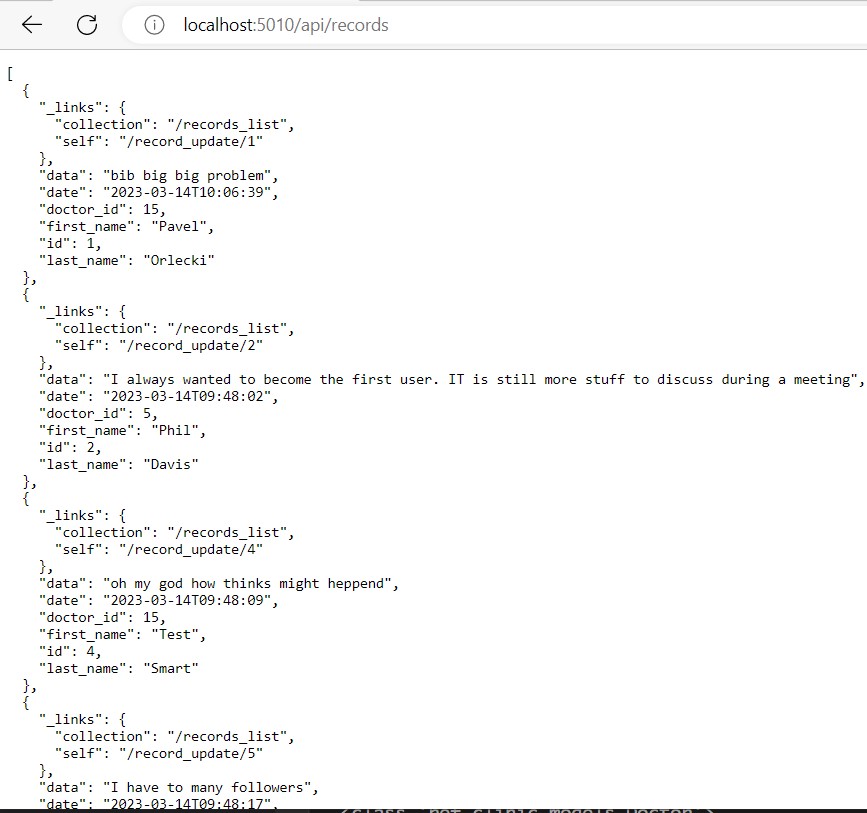 localhost:5010/api/records
[
  {
    "_links": {
      "collection": "/records_list",
      "self": "/record_update/1"
    },
    "data": "bib big big problem",
    "date": "2023-03-14T10:06:39",
    "doctor_id": 15,
    "first_name": "Pavel",
    "id": 1,
    "last_name": "Orlecki"
  },
  {
    "_links": {
      "collection": "/records_list",
      "self": "/record_update/2"
    },
    "data": "I always wanted to become the first user. IT is still more stuff to discuss during a meeting",
    "date": "2023-03-14T09:48:02",
    "doctor_id": 5,
    "first_name": "Phil",
    "id": 2,
    "last_name": "Davis"
  },
  {
    "_links": {
      "collection": "/records_list",
      "self": "/record_update/4"
    },
    "data": "oh my god how thinks might heppend",
    "date": "2023-03-14T09:48:09",
    "doctor_id": 15,
    "first_name": "Test",
    "id": 4,
    "last_name": "Smart"
  },
  {
    "_links": {
      "collection": "/records_list",
      "self": "/record_update/5"
    },
    "data": "I have to many followers",
    "date": "2023-03-14T09:48:17",